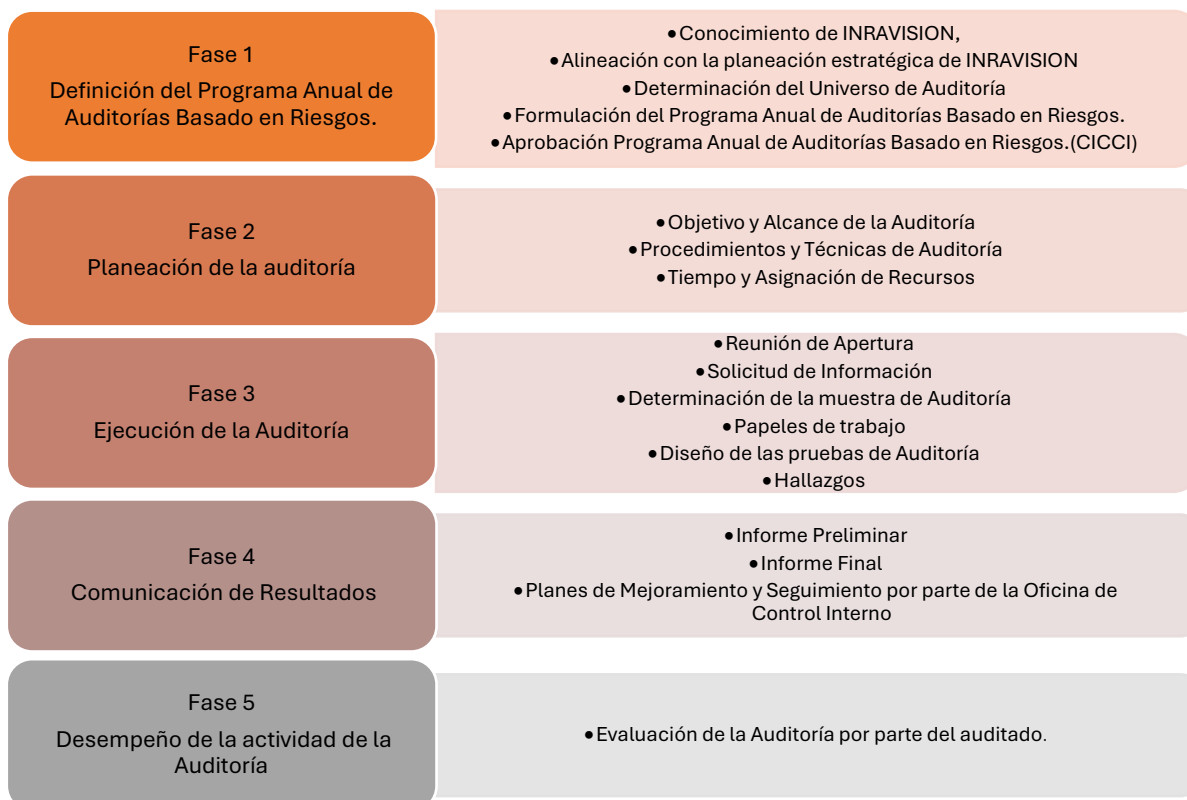 Fase 1
Definición del Programa Anual de
Auditorías Basado en Riesgos.
•Conocimiento de INRAVISION,
•Alineación con la planeación estratégica de INRAVISION
•Determinación del Universo de Auditoría
•Formulación del Programa Anual de Auditorías Basado en Riesgos.
•Aprobación Programa Anual de Auditorías Basado en Riesgos.(CICCI)
Fase 2
Planeación de la auditoría
•Objetivo y Alcance de la Auditoría
•Procedimientos y Técnicas de Auditoría
•Tiempo y Asignación de Recursos
Fase 3
Ejecución de la Auditoría
•Reunión de Apertura
•Solicitud de Información
•Determinación de la muestra de Auditoría
•Papeles de trabajo
•Diseño de las pruebas de Auditoría
•Hallazgos
Fase 4
Comunicación de Resultados
•Informe Preliminar
•Informe Final
•Planes de Mejoramiento y Seguimiento por parte de la Oficina de
Control Interno
Fase 5
Desempeño de la actividad de la
Auditoría
•Evaluación de la Auditoría por parte del auditado.